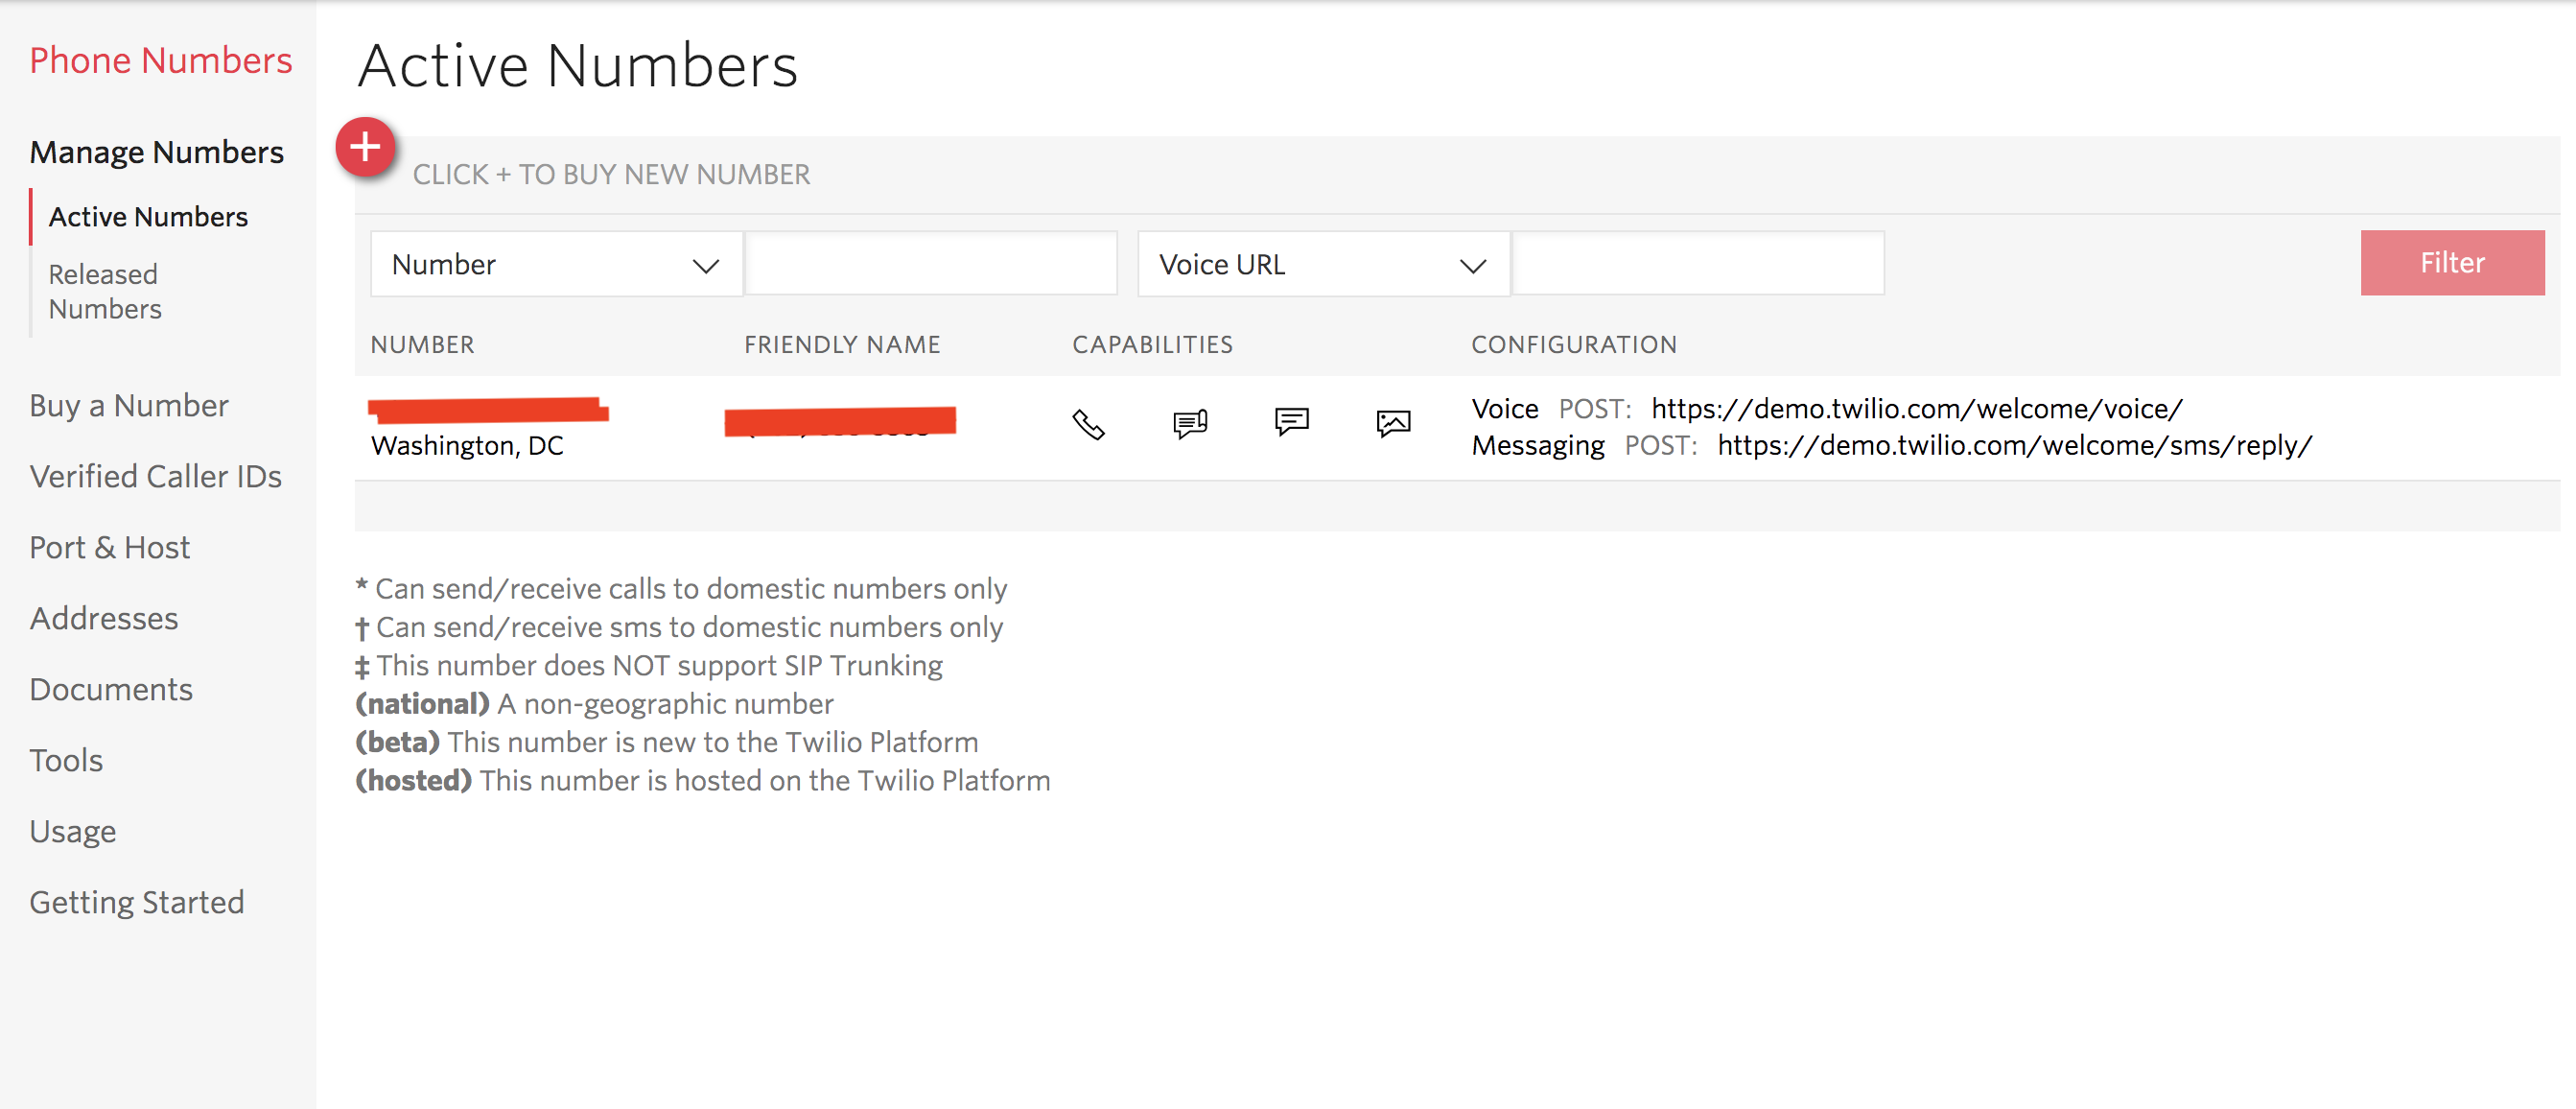 Phone Numbers
Manage Numbers
Active Numbers
Released
Numbers
Buy a Number
Verified Caller IDs
Port & Host
Addresses
Documents
Tools
Usage
Getting Started
Active Numbers
+
CLICK + TO BUY NEW NUMBER
Number
Voice URL
Filter
NUMBER FRIENDLY NAME CAPABILITIES CONFIGURATION
Washington, DC
Voice POST: https://demo.twilio.com/welcome/voice/
Messaging POST: https://demo.twilio.com/welcome/sms/reply/
* Can send/receive calls to domestic numbers only
† Can send/receive sms to domestic numbers only
‡ This number does NOT support SIP Trunking
(national) A non-geographic number
(beta) This number is new to the Twilio Platform
(hosted) This number is hosted on the Twilio Platform